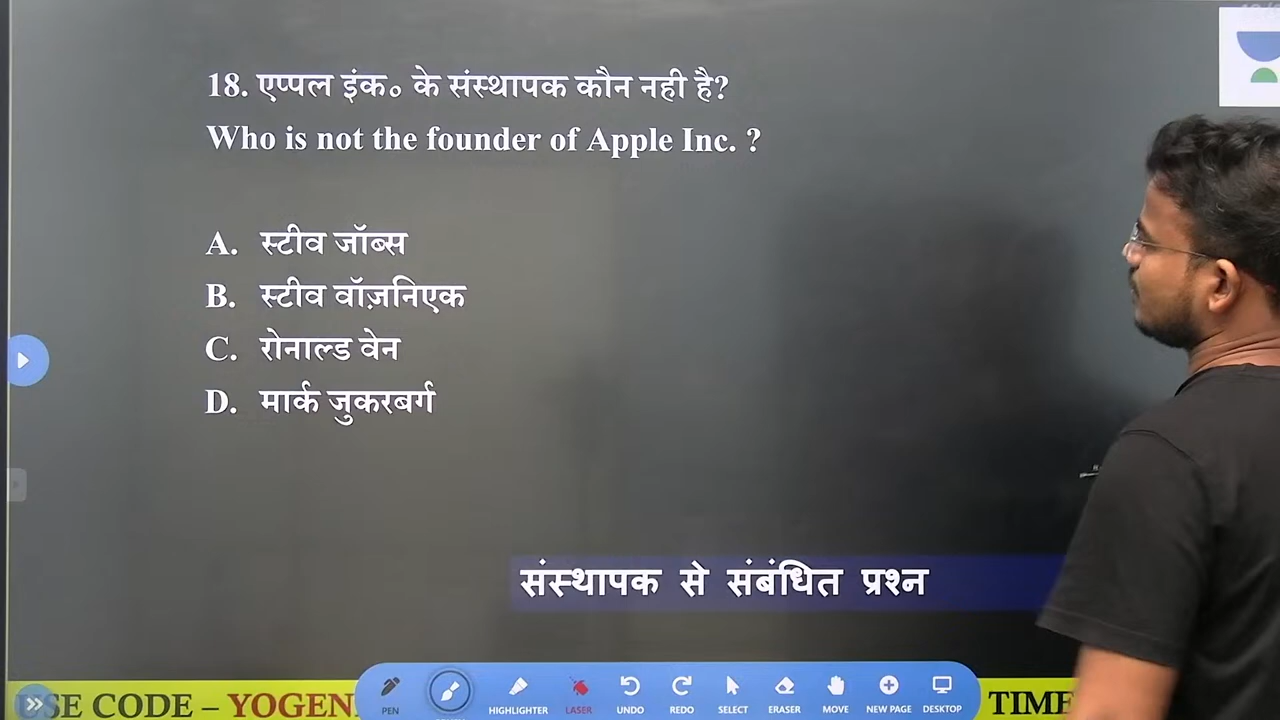 18. एप्पल इंक० के संस्थापक कौन नही है?
Who is not the founder of Apple Inc. ?
A. स्टीव जॉब्स
B. स्टीव वॉज़निएक
C. रोनाल्ड वेन
D. मार्क जुकरबर्ग
संस्थापक से संबंधित प्रश्न
CODE – YOGEN
TIME
PEN
HIGHLIGHTER
LASER
UNDO
REDO
SELECT
ERASER
MOVE
NEW PAGE
DESKTOP